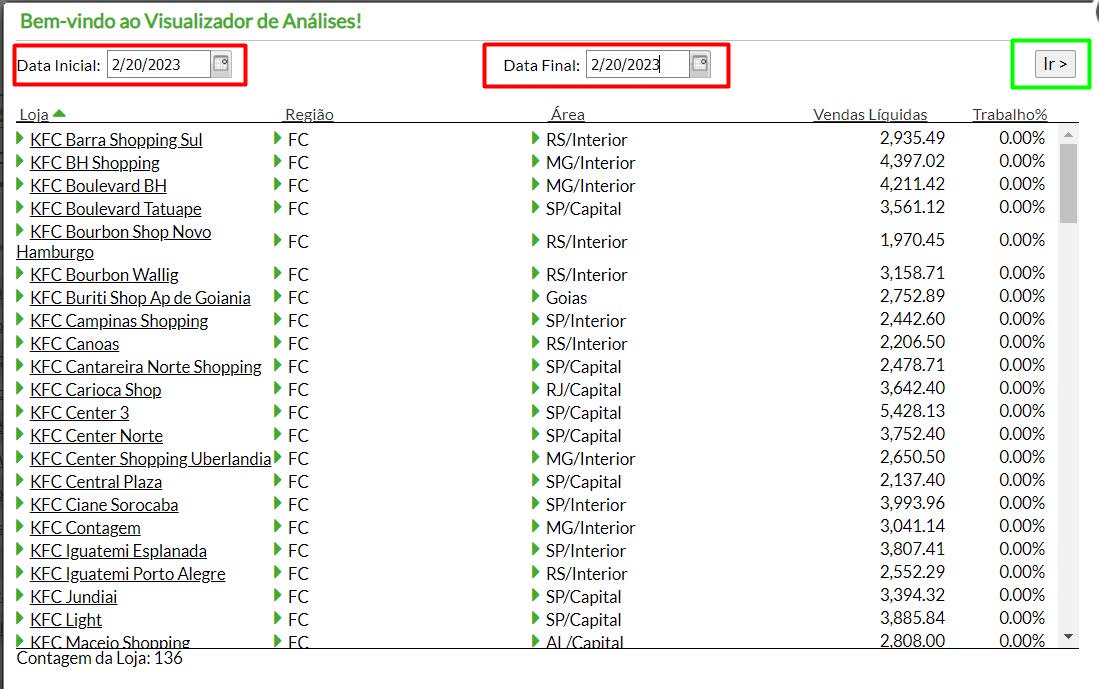 Bem-vindo ao Visualizador de Análises!
Data Inicial: 2/20/2023 Data Final: 2/20/2023 Ir >
Loja Região Área Vendas Líquidas Trabalho%
KFC Barra Shopping Sul FC RS/Interior 2,935.49 0.00%
KFC BH Shopping FC MG/Interior 4,397.02 0.00%
KFC Boulevard BH FC MG/Interior 4,211.42 0.00%
KFC Boulevard Tatuape FC SP/Capital 3,561.12 0.00%
KFC Bourbon Shop Novo
Hamburgo FC RS/Interior 1,970.45 0.00%
KFC Bourbon Wallig FC RS/Interior 3,158.71 0.00%
KFC Buriti Shop Ap de Goiania FC Goias 2,752.89 0.00%
KFC Campinas Shopping FC SP/Interior 2,442.60 0.00%
KFC Canoas FC RS/Interior 2,206.50 0.00%
KFC Cantareira Norte Shopping FC SP/Capital 2,478.71 0.00%
KFC Carioca Shop FC RJ/Capital 3,642.40 0.00%
KFC Center 3 FC SP/Capital 5,428.13 0.00%
KFC Center Norte FC SP/Capital 3,752.40 0.00%
KFC Center Shopping Uberlandia FC MG/Interior 2,650.50 0.00%
KFC Central Plaza FC SP/Capital 2,137.40 0.00%
KFC Ciane Sorocaba FC SP/Interior 3,993.96 0.00%
KFC Contagem FC MG/Interior 3,041.14 0.00%
KFC Iguatemi Esplanada FC SP/Interior 3,807.41 0.00%
KFC Iguatemi Porto Alegre FC RS/Interior 2,552.29 0.00%
KFC Jundiai FC SP/Capital 3,394.32 0.00%
KFC Light FC SP/Capital 3,885.84 0.00%
KFC Maceio Shopping FC AL/Capital 2,808.00 0.00%
Contagem da Loja: 136